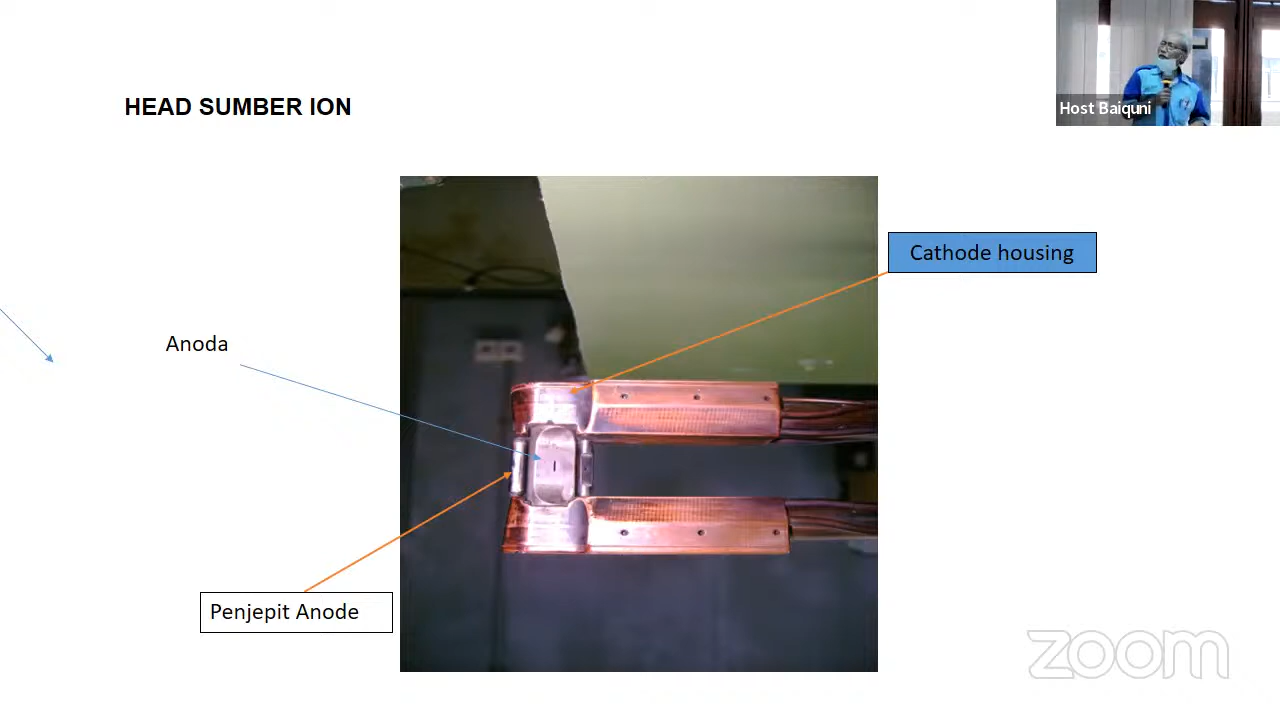 Host Baiquni
HEAD SUMBER ION
Cathode housing
Anoda
Penjepit Anode
zoom